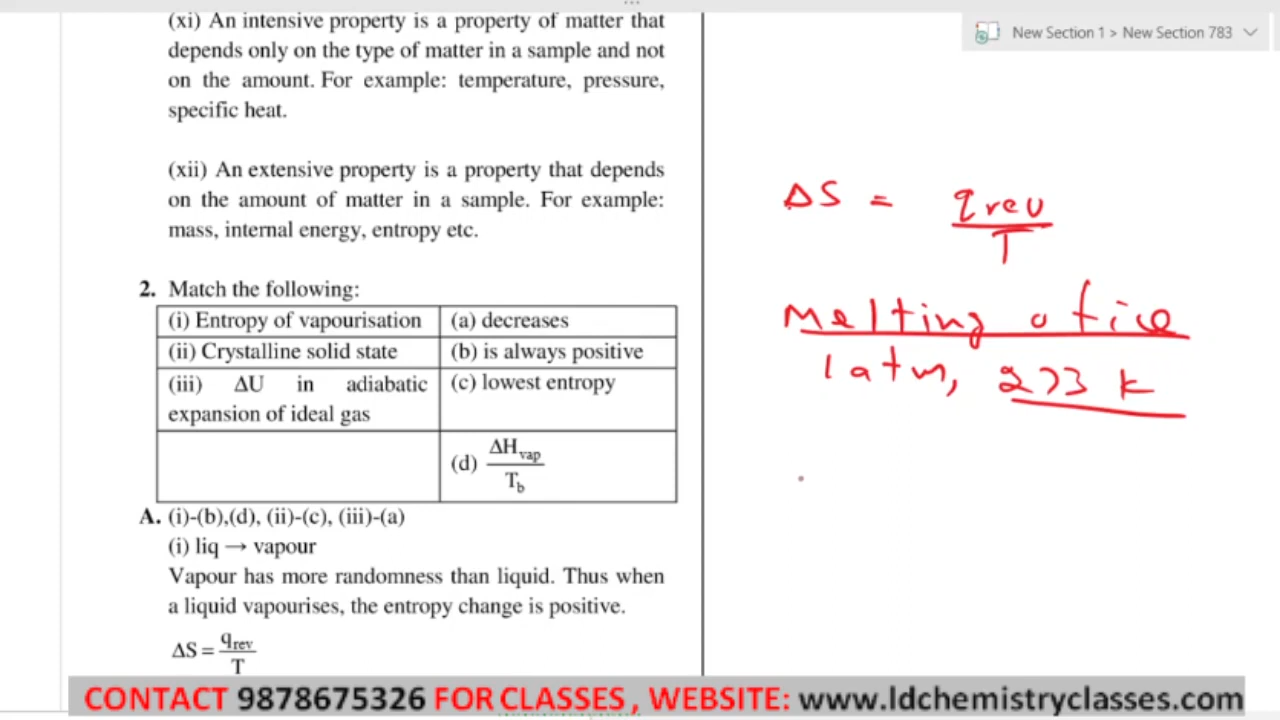 (xi) An intensive property is a property of matter that
depends only on the type of matter in a sample and not
on the amount. For example: temperature, pressure,
specific heat.
(xii) An extensive property is a property that depends
on the amount of matter in a sample. For example:
mass, internal energy, entropy etc.
2. Match the following:
(i) Entropy of vapourisation (a) decreases
(ii) Crystalline solid state (b) is always positive
(iii) ΔU in adiabatic (c) lowest entropy
expansion of ideal gas
(d) ΔHvap
Tb
A. (i)-(b),(d), (ii)-(c), (iii)-(a)
(i) liq → vapour
Vapour has more randomness than liquid. Thus when
a liquid vapourises, the entropy change is positive.
ΔS = qrev
T
New Section 1 > New Section 783
ΔS = qrev
T
Melting of ice
1 atm, 273 K
CONTACT 9878675326 FOR CLASSES , WEBSITE: www.ldchemistryclasses.com